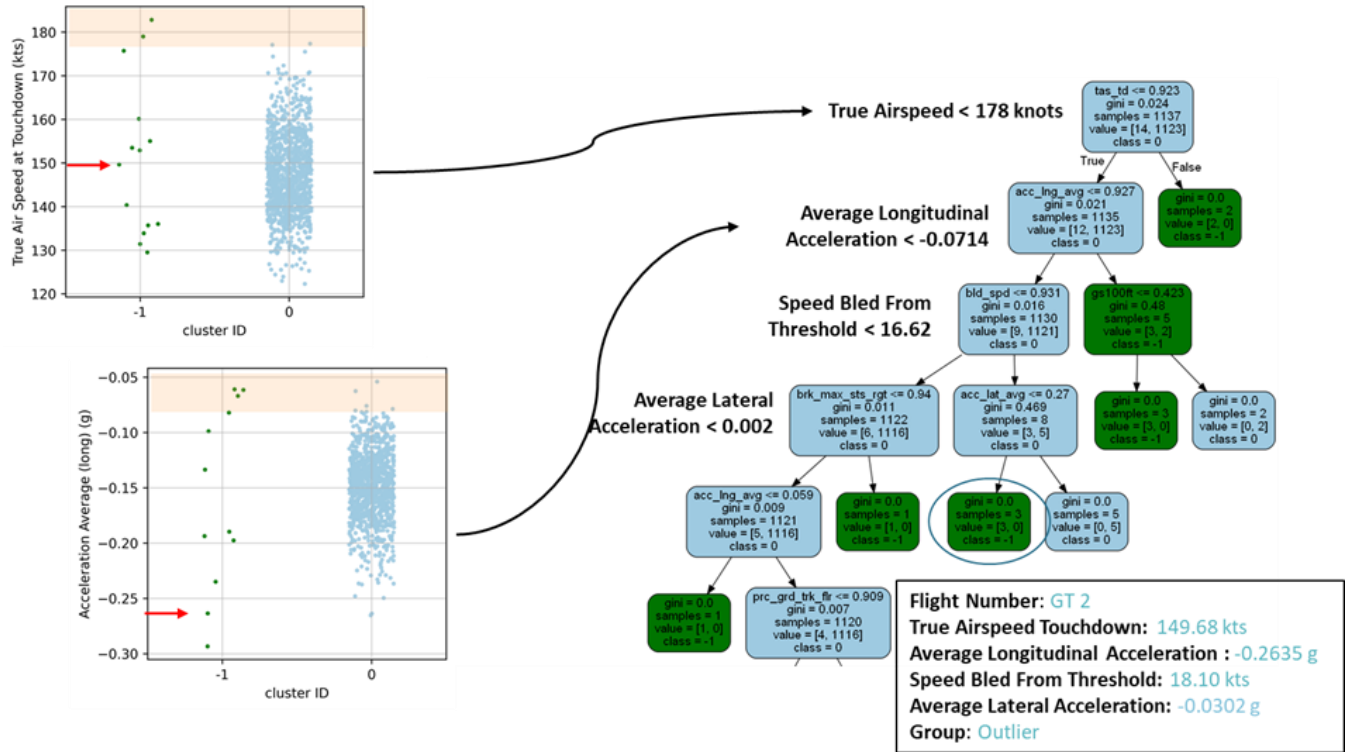 180
170
160
150
140
130
120
True Air Speed at Touchdown (kts)
-1
0
cluster ID
−0.05
−0.10
−0.15
−0.20
−0.25
−0.30
Acceleration Average (long) (g)
-1
0
cluster ID
True Airspeed < 178 knots
Average Longitudinal
Acceleration < -0.0714
Speed Bled From
Threshold < 16.62
Average Lateral
Acceleration < 0.002
tas_td <= 0.923
gini = 0.024
samples = 1137
value = [14, 1123]
class = 0
True
False
acc_lng_avg <= 0.927
gini = 0.021
samples = 1135
value = [12, 1123]
class = 0
gini = 0.0
samples = 2
value = [2, 0]
class = -1
bld_spd <= 0.931
gini = 0.016
samples = 1130
value = [9, 1121]
class = 0
gs100ft <= 0.423
gini = 0.48
samples = 5
value = [3, 2]
class = -1
brk_max_sts_rgt <= 0.94
gini = 0.011
samples = 1122
value = [6, 1116]
class = 0
acc_lat_avg <= 0.27
gini = 0.469
samples = 8
value = [3, 5]
class = 0
gini = 0.0
samples = 3
value = [3, 0]
class = -1
gini = 0.0
samples = 2
value = [0, 2]
class = 0
acc_lng_avg <= 0.059
gini = 0.009
samples = 1121
value = [5, 1116]
class = 0
gini = 0.0
samples = 1
value = [1, 0]
class = -1
gini = 0.0
samples = 3
value = [3, 0]
class = -1
gini = 0.0
samples = 5
value = [0, 5]
class = 0
gini = 0.0
samples = 1
value = [1, 0]
class = -1
prc_grd_trk_flr <= 0.909
gini = 0.007
samples = 1120
value = [4, 1116]
class = 0
Flight Number: GT 2
True Airspeed Touchdown: 149.68 kts
Average Longitudinal Acceleration : -0.2635 g
Speed Bled From Threshold: 18.10 kts
Average Lateral Acceleration: -0.0302 g
Group: Outlier